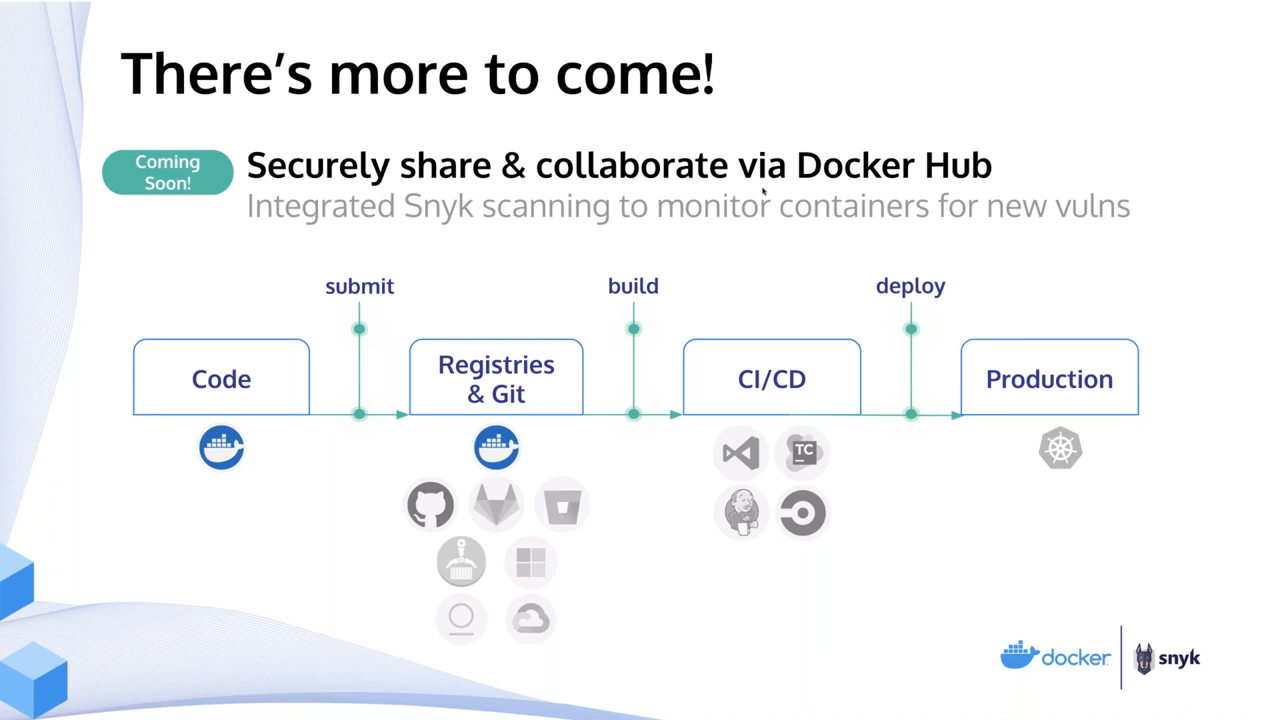 There's more to come!
Coming
Soon!
Securely share & collaborate via Docker Hub
Integrated Snyk scanning to monitor containers for new vulns
submit
build
deploy
Code
Registries
& Git
CI/CD
Production
TC
docker
snyk